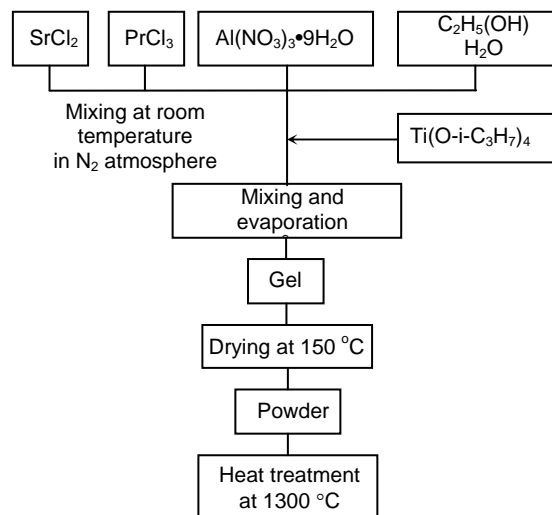 SrCl₂
PrCl₃
Al(NO₃)₃•9H₂O
C₂H₅(OH)
H₂O
Mixing at room
temperature
in N₂ atmosphere
Ti(O-i-C₃H₇)₄
Mixing and
evaporation
Gel
Drying at 150 °C
Powder
Heat treatment
at 1300 °C